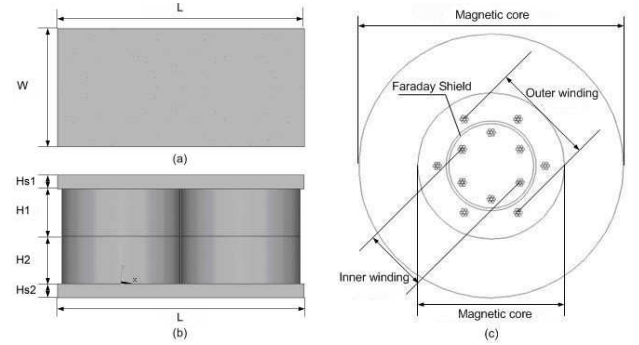 L
W
(a)
Hs1
H1
H2
Hs2
x
L
(b)
Magnetic core
Faraday Shield
Outer winding
Inner winding
Magnetic core
(c)